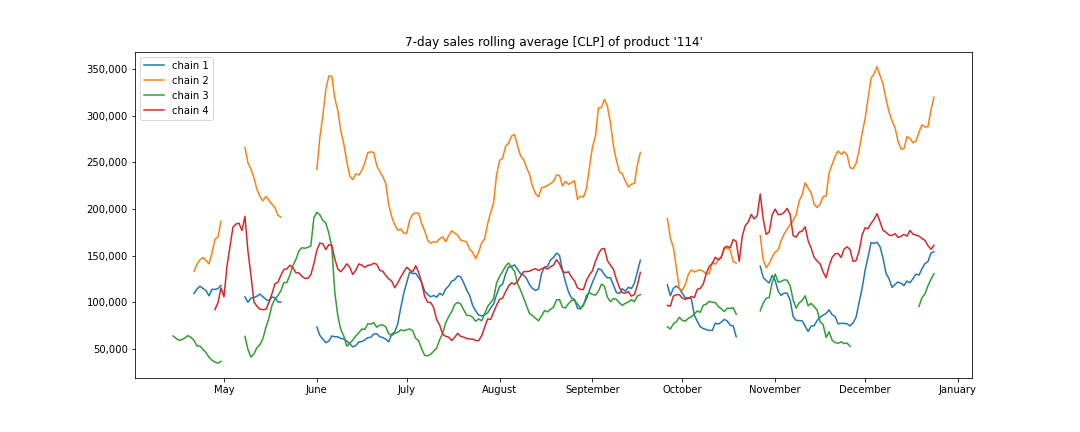 7-day sales rolling average [CLP] of product '114'
350,000
300,000
250,000
200,000
150,000
100,000
50,000
chain 1
chain 2
chain 3
chain 4
May June July August September October November December January